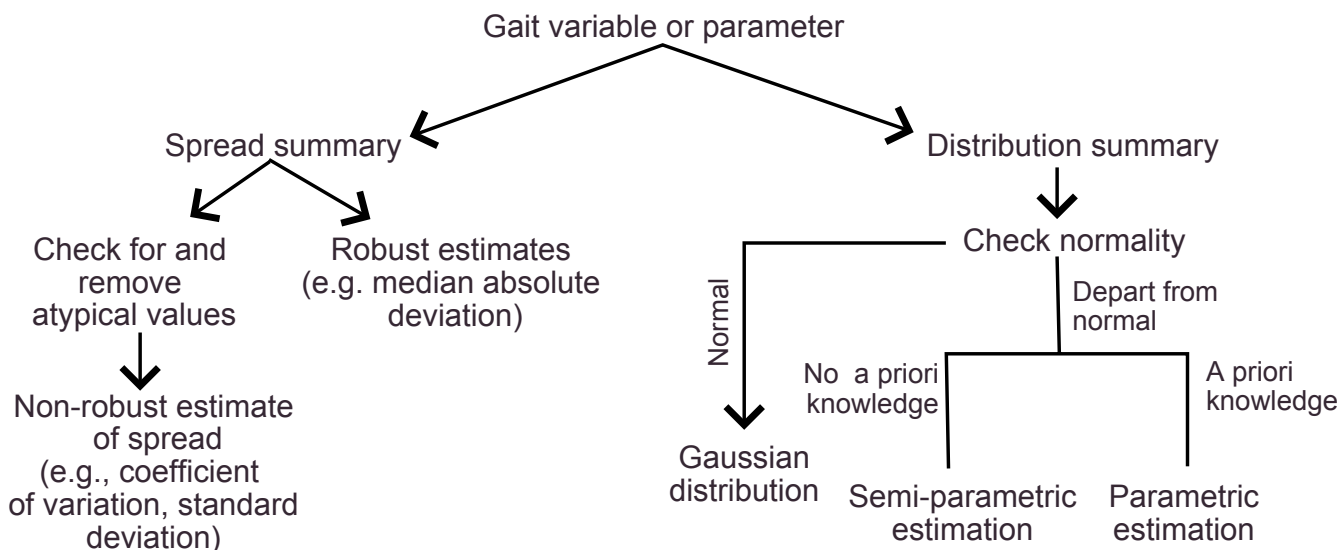 Gait variable or parameter
Spread summary
Distribution summary
Check for and
remove
atypical values
Robust estimates
(e.g. median absolute
deviation)
Check normality
Normal
Depart from
normal
No a priori
knowledge
A priori
knowledge
Non-robust estimate
of spread
(e.g., coefficient
of variation, standard
deviation)
Gaussian
distribution
Semi-parametric
estimation
Parametric
estimation